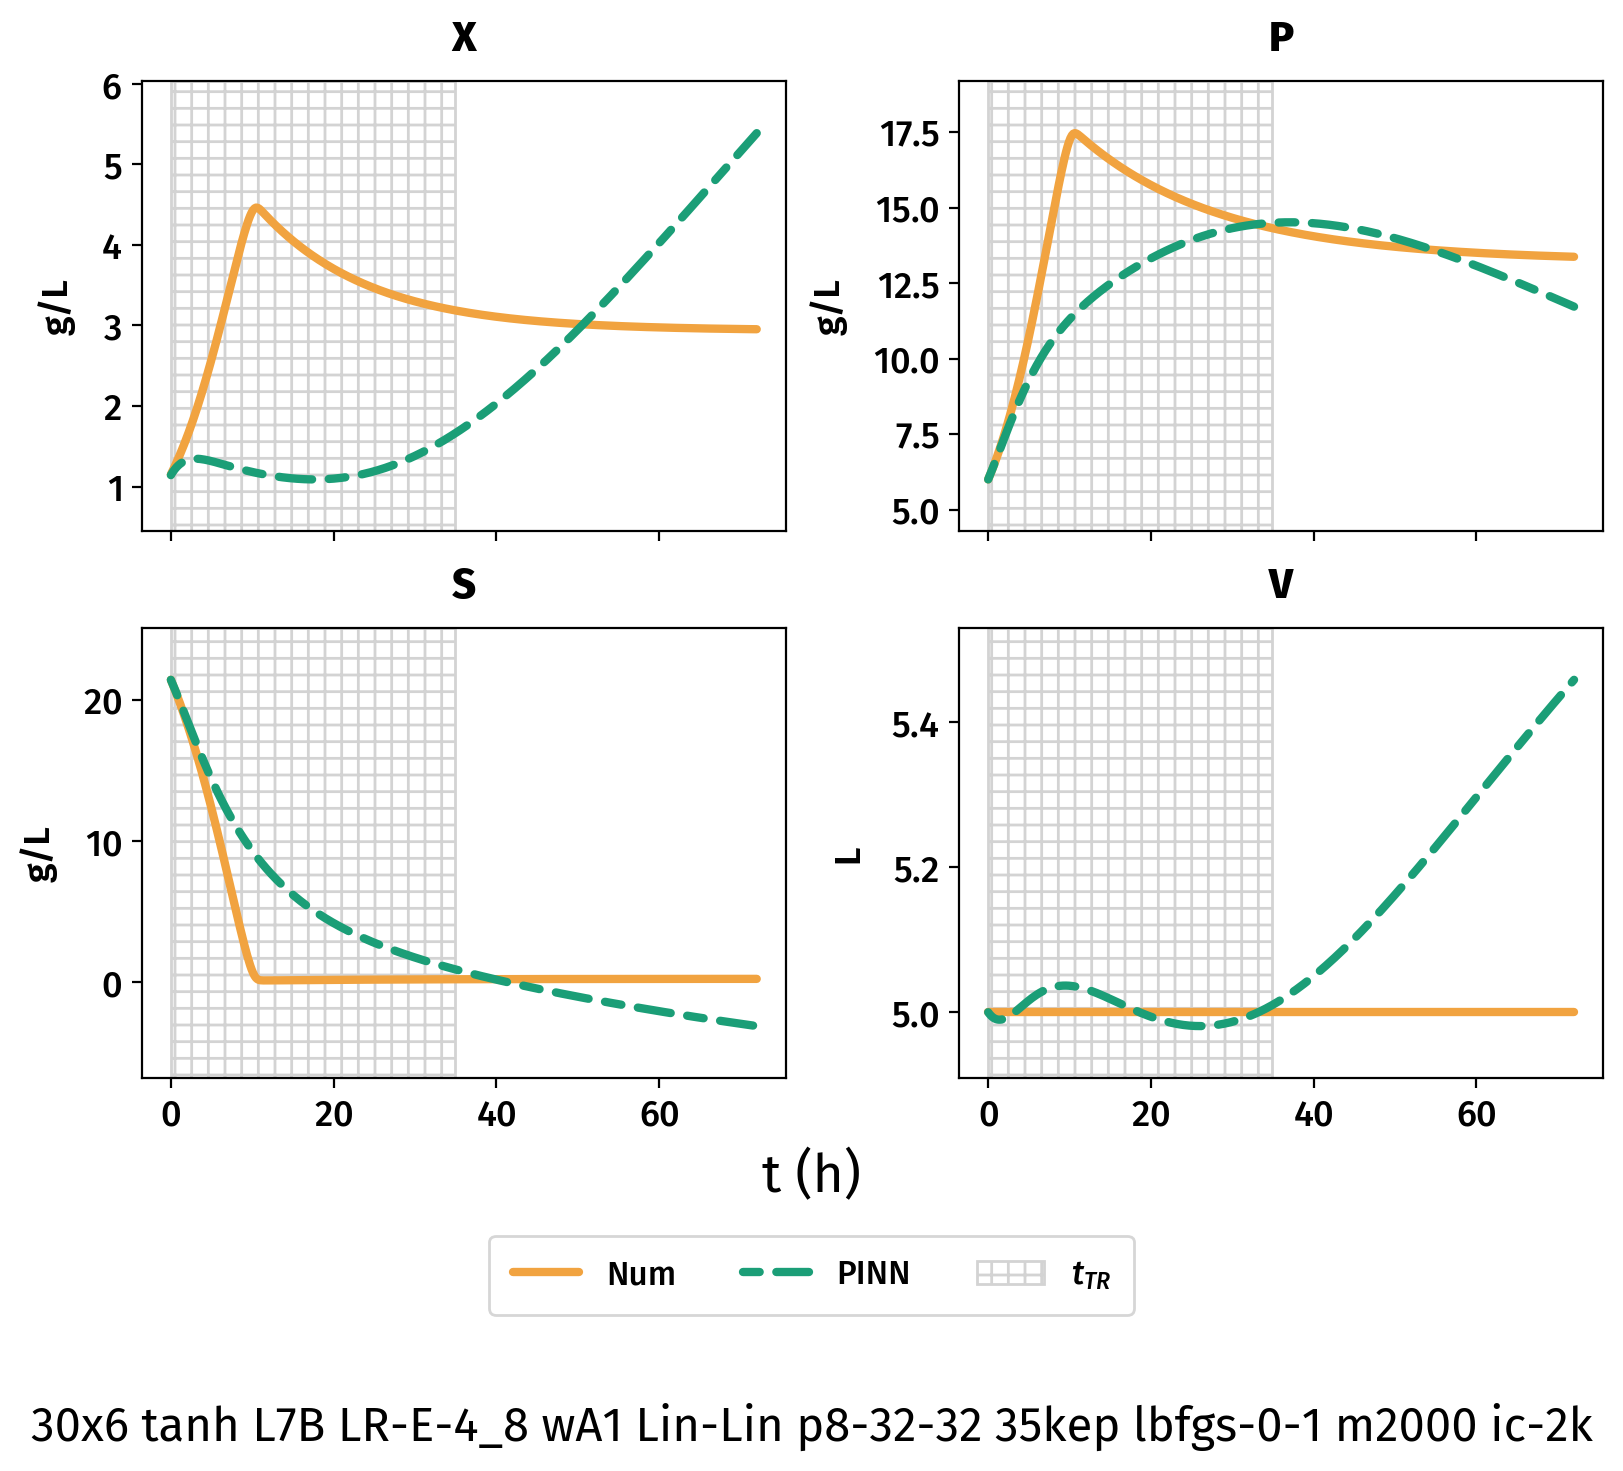 X
6
5
4
3
2
1
g/L
P
17.5
15.0
12.5
10.0
7.5
5.0
g/L
S
20
10
0
g/L
0 20 40 60
V
5.4
5.2
5.0
L
0 20 40 60
t (h)
Num PINN tTR
30x6 tanh L7B LR-E-4_8 wA1 Lin-Lin p8-32-32 35kep lbfgs-0-1 m2000 ic-2k